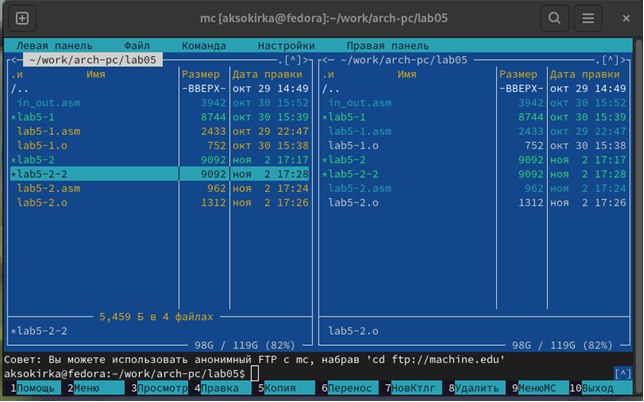 mc [aksokirka@fedora]:~/work/arch-pc/lab05
Левая панель Файл Команда Настройки Правая панель
<— ~/work/arch-pc/lab05 .[^]> <— ~/work/arch-pc/lab05 .[^]>
.и Имя Размер Дата правки .и Имя Размер Дата правки
/.. -ВВЕРХ- окт 29 14:49 /.. -ВВЕРХ- окт 29 14:49
in_out.asm 3942 окт 30 15:52 in_out.asm 3942 окт 30 15:52
*lab5-1 8744 окт 30 15:39 *lab5-1 8744 окт 30 15:39
lab5-1.asm 2433 окт 29 22:47 lab5-1.asm 2433 окт 29 22:47
lab5-1.o 752 окт 30 15:38 lab5-1.o 752 окт 30 15:38
*lab5-2 9092 ноя 2 17:17 *lab5-2 9092 ноя 2 17:17
*lab5-2-2 9092 ноя 2 17:28 *lab5-2-2 9092 ноя 2 17:28
lab5-2.asm 962 ноя 2 17:24 lab5-2.asm 962 ноя 2 17:24
lab5-2.o 1312 ноя 2 17:26 lab5-2.o 1312 ноя 2 17:26
5,459 Б в 4 файлах
*lab5-2-2 lab5-2.o
98G / 119G (82%) 98G / 119G (82%)
Совет: Вы можете использовать анонимный FTP с mc, набрав 'cd ftp://machine.edu'
aksokirka@fedora:~/work/arch-pc/lab05$ [^]
1Помощь 2Меню 3Просмотр 4Правка 5Копия 6Перенос 7НовКтлг 8Удалить 9МенюМС 10Выход